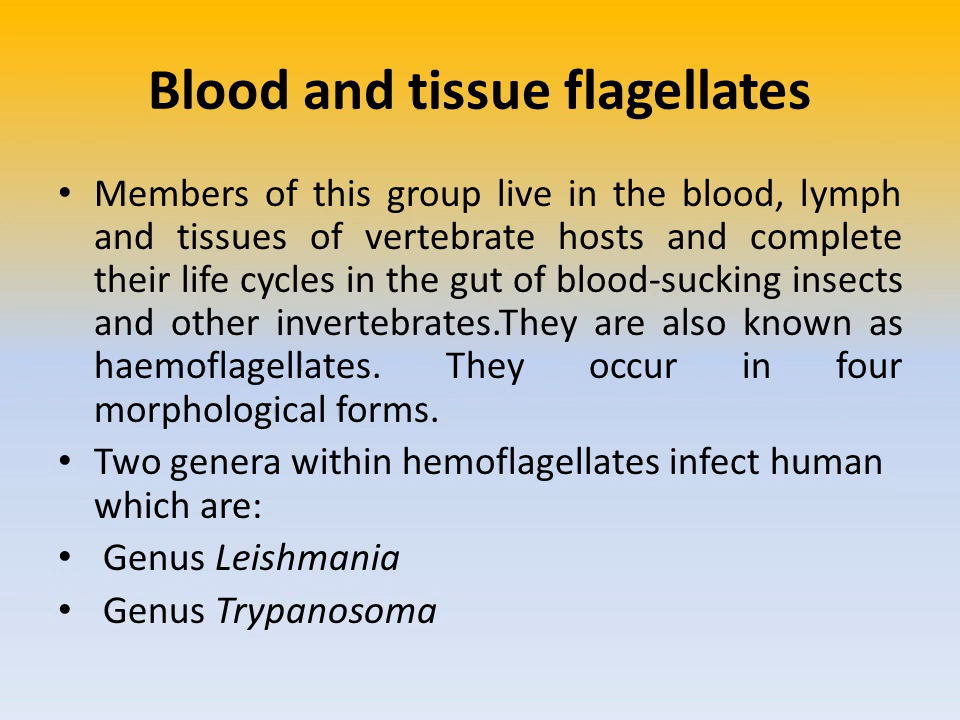 Blood and tissue flagellates
• Members of this group live in the blood, lymph
and tissues of vertebrate hosts and complete
their life cycles in the gut of blood-sucking insects
and other invertebrates.They are also known as
haemoflagellates. They occur in four
morphological forms.
• Two genera within hemoflagellates infect human
which are:
• Genus Leishmania
• Genus Trypanosoma